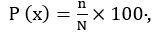 P (x) = n/N × 100·,